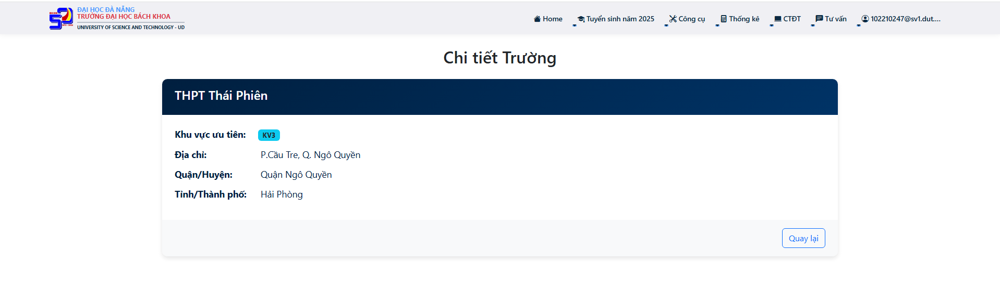 ĐẠI HỌC ĐÀ NẴNG
TRƯỜNG ĐẠI HỌC BÁCH KHOA
UNIVERSITY OF SCIENCE AND TECHNOLOGY - UD
Home Tuyển sinh năm 2025 Công cụ Thống kê CTĐT Tư vấn 102210247@sv1.dut....
Chi tiết Trường
THPT Thái Phiên
Khu vực ưu tiên: KV3
Địa chỉ: P.Cầu Tre, Q. Ngô Quyền
Quận/Huyện: Quận Ngô Quyền
Tỉnh/Thành phố: Hải Phòng
Quay lại